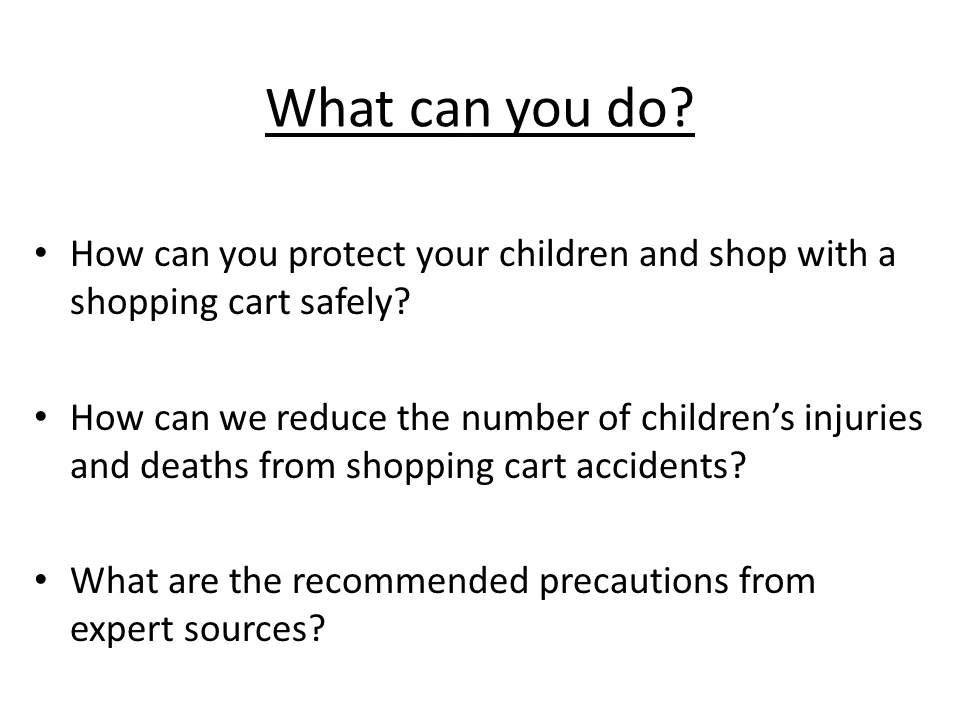 What can you do?
• How can you protect your children and shop with a
shopping cart safely?
• How can we reduce the number of children’s injuries
and deaths from shopping cart accidents?
• What are the recommended precautions from
expert sources?